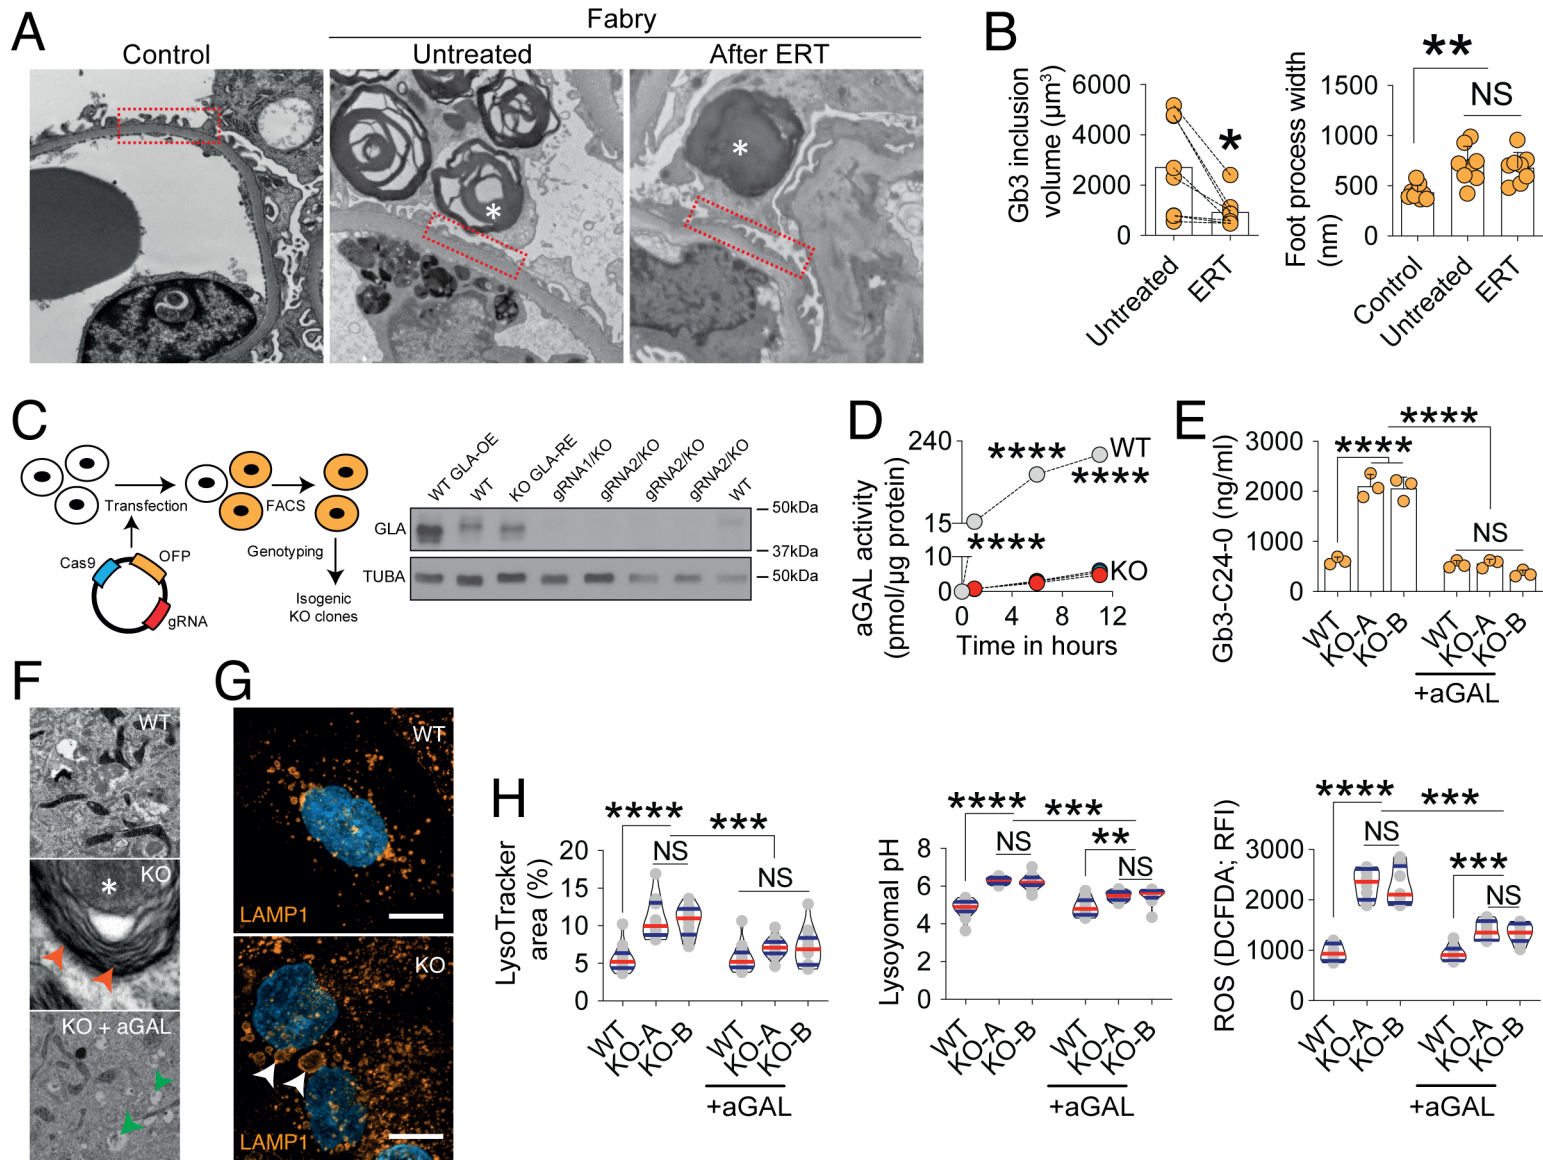 A
Fabry
Control
Untreated
After ERT
*
*
B
Gb3 inclusion
volume (µm³)
6000
4000
2000
0
*
Untreated
ERT
Foot process width
(nm)
1500
1000
500
0
**
NS
Control
Untreated
ERT
C
Transfection
FACS
Cas9
OFP
gRNA
Genotyping
Isogenic
KO clones
WT GLA-OE
WT
KO GLA-RE
gRNA1/KO
gRNA2/KO
gRNA2/KO
gRNA2/KO
WT
GLA
TUBA
50kDa
37kDa
50kDa
D
aGAL activity
(pmol/µg protein)
240
15
10
0
****
WT
****
****
KO
0
4
8
12
Time in hours
E
Gb3-C24-0 (ng/ml)
3000
2000
1000
0
****
****
NS
WT
KO-A
KO-B
WT
KO-A
KO-B
+aGAL
F
WT
KO
*
KO + aGAL
G
WT
LAMP1
KO
LAMP1
H
LysoTracker
area (%)
20
15
10
5
0
****
***
NS
NS
WT
KO-A
KO-B
WT
KO-A
KO-B
+aGAL
Lysoyomal pH
8
6
4
2
0
****
***
NS
**
NS
WT
KO-A
KO-B
WT
KO-A
KO-B
+aGAL
ROS (DCFDA; RFI)
3000
2000
1000
0
****
***
NS
***
NS
WT
KO-A
KO-B
WT
KO-A
KO-B
+aGAL